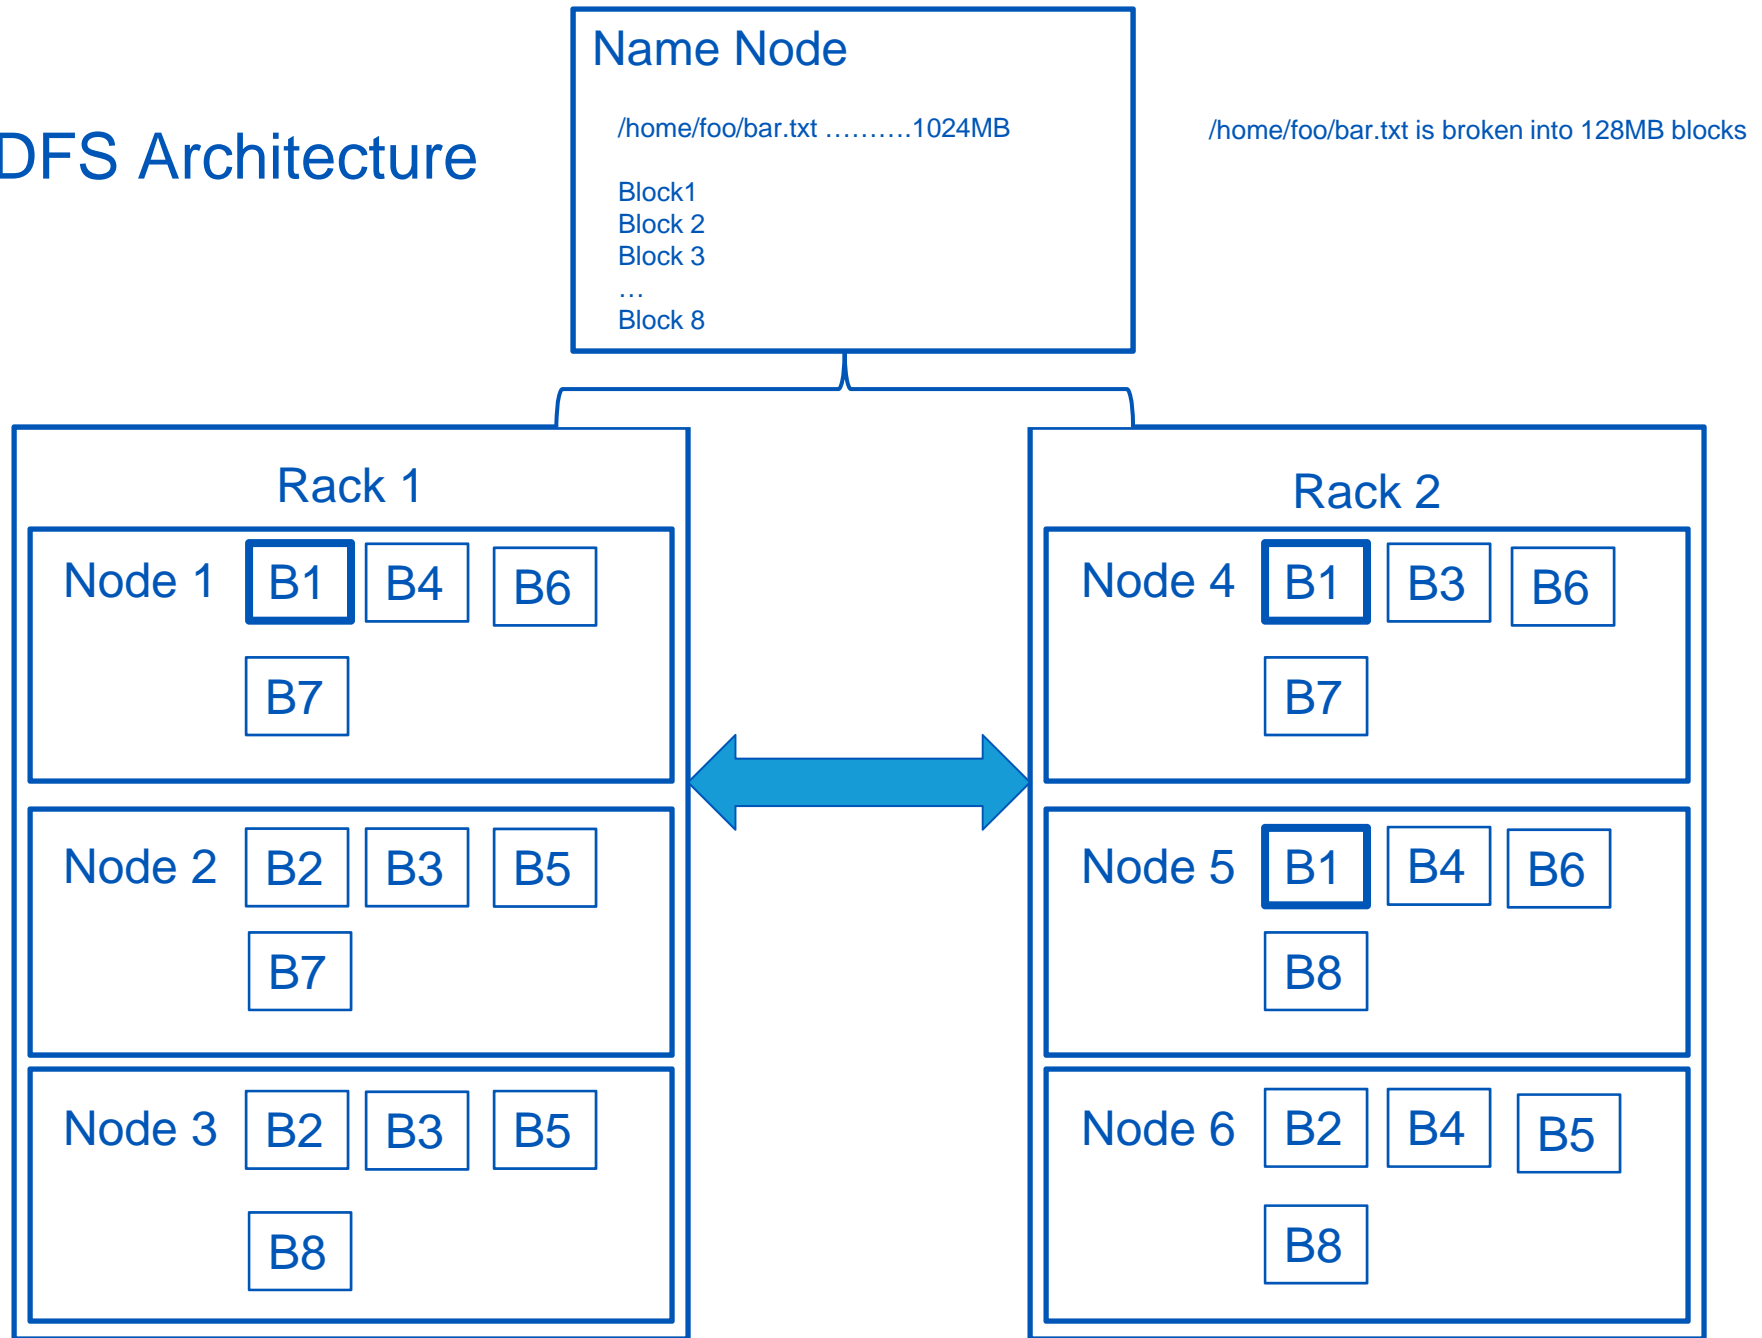 DFS Architecture
Name Node
/home/foo/bar.txt ……….1024MB
Block1
Block 2
Block 3
…
Block 8
/home/foo/bar.txt is broken into 128MB blocks
Rack 1
Node 1 B1 B4 B6
B7
Node 2 B2 B3 B5
B7
Node 3 B2 B3 B5
B8
Rack 2
Node 4 B1 B3 B6
B7
Node 5 B1 B4 B6
B8
Node 6 B2 B4 B5
B8